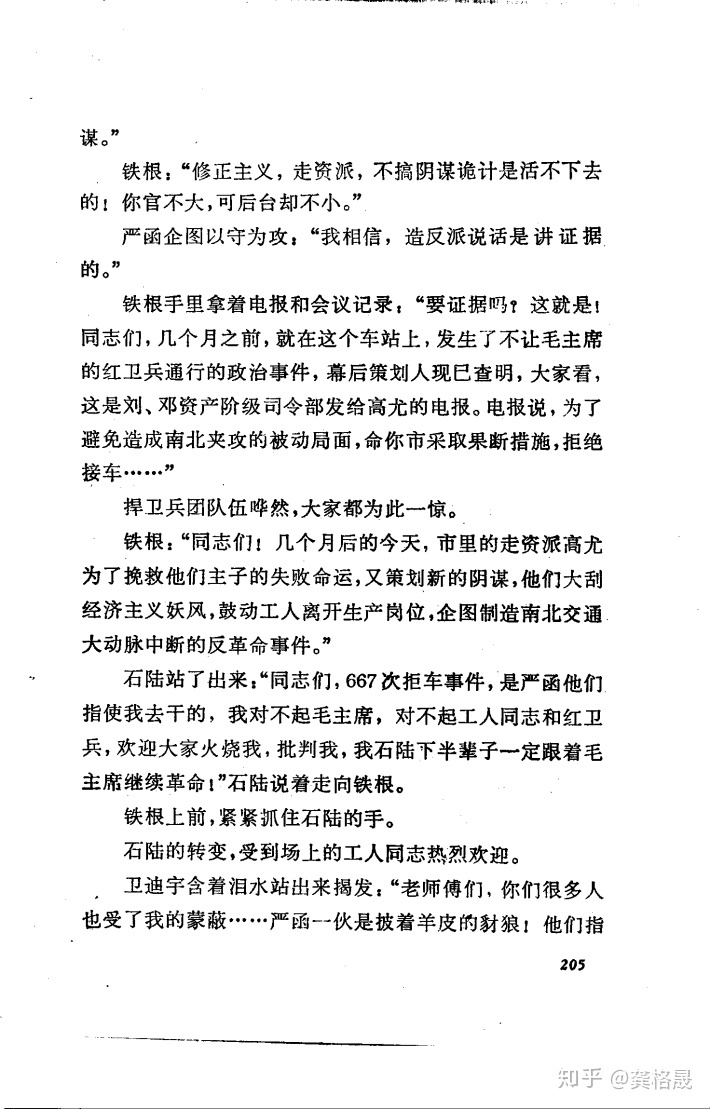 谋。”
铁根：“修正主义，走资派，不搞阴谋诡计是活不下去
的！你官不大，可后台却不小。”
严函企图以守为攻：“我相信，造反派说话是讲证据
的。”
铁根手里拿着电报和会议记录：“要证据吗？这就是！
同志们，几个月之前，就在这个车站上，发生了不让毛主席
的红卫兵通行的政治事件，幕后策划人现已查明，大家看，
这是刘、邓资产阶级司令部发给高尤的电报。电报说，为了
避免造成南北夹攻的被动局面，命你市采取果断措施，拒绝
接车……”
捍卫兵团队伍哗然，大家都为此一惊。
铁根：“同志们！几个月后的今天，市里的走资派高尤
为了挽救他们主子的失败命运，又策划新的阴谋，他们大刮
经济主义妖风，鼓动工人离开生产岗位，企图制造南北交通
大动脉中断的反革命事件。”
石陆站了出来：“同志们，667次拒车事件，是严函他们
指使我去干的，我对不起毛主席，对不起工人同志和红卫
兵，欢迎大家火烧我，批判我，我石陆下半辈子一定跟着毛
主席继续革命！”石陆说着走向铁根。
铁根上前，紧紧抓住石陆的手。
石陆的转变，受到场上的工人同志热烈欢迎。
卫迪宇含着泪水站出来揭发：“老师傅们，你们很多人
也受了我的蒙蔽……严函一伙是披着羊皮的豺狼！他们指
205
知乎 @龚格晟